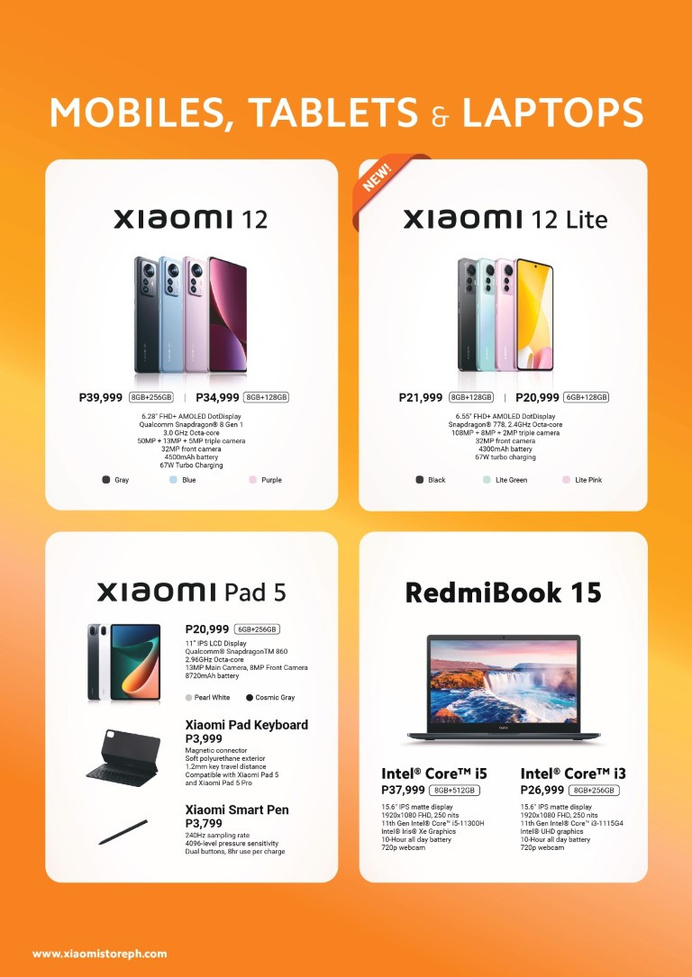 MOBILES, TABLETS & LAPTOPS
xiaomi 12
P39,999 8GB+256GB | P34,999 8GB+128GB
6.28" FHD+ AMOLED DotDisplay
Qualcomm Snapdragon® 8 Gen 1
3.0 GHz Octa-core
50MP + 13MP + 5MP triple camera
32MP front camera
4500mAh battery
67W Turbo Charging
Gray Blue Purple
NEW!
xiaomi 12 Lite
P21,999 8GB+128GB | P20,999 6GB+128GB
6.55" FHD+ AMOLED DotDisplay
Snapdragon® 778, 2.4GHz Octa-core
108MP + 8MP + 2MP triple camera
32MP front camera
4300mAh battery
67W turbo charging
Black Lite Green Lite Pink
xiaomi Pad 5
P20,999 6GB+256GB
11" IPS LCD Display
Qualcomm® SnapdragonTM 860
2.96GHz Octa-core
13MP Main Camera, 8MP Front Camera
8720mAh battery
Pearl White Cosmic Gray
Xiaomi Pad Keyboard
P3,999
Magnetic connector
Soft polyurethane exterior
1.2mm key travel distance
Compatible with Xiaomi Pad 5
and Xiaomi Pad 5 Pro
Xiaomi Smart Pen
P3,799
240Hz sampling rate
4096-level pressure sensitivity
Dual buttons, 8hr use per charge
RedmiBook 15
Intel® Core™ i5
P37,999 8GB+512GB
15.6" IPS matte display
1920x1080 FHD, 250 nits
11th Gen Intel® Core™ i5-11300H
Intel® Iris® Xe Graphics
10-Hour all day battery
720p webcam
Intel® Core™ i3
P26,999 8GB+256GB
15.6" IPS matte display
1920x1080 FHD, 250 nits
11th Gen Intel® Core™ i3-1115G4
Intel® UHD graphics
10-Hour all day battery
720p webcam
www.xiaomistoreph.com